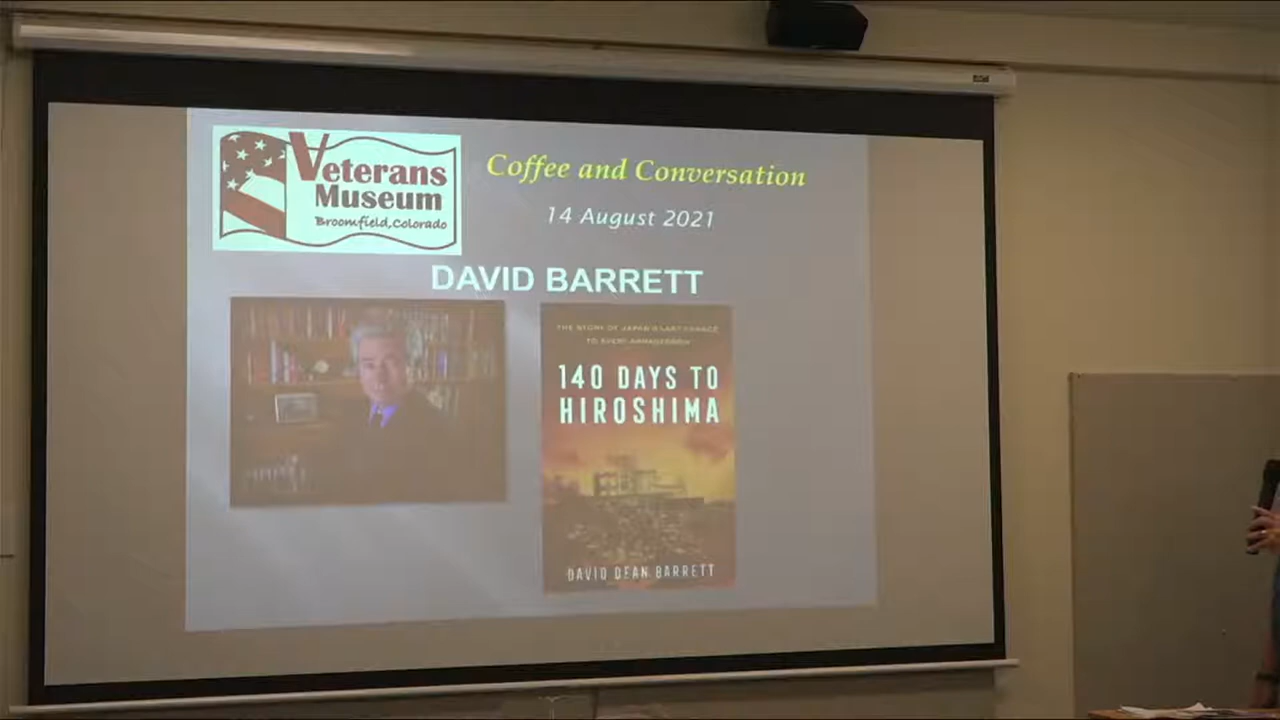 Veterans
Museum
Broomfield, Colorado
Coffee and Conversation
14 August 2021
DAVID BARRETT
THE STORY OF JAPAN'S LAST CHANCE
TO AVERT ARMAGEDDON
140 DAYS TO
HIROSHIMA
DAVID DEAN BARRETT